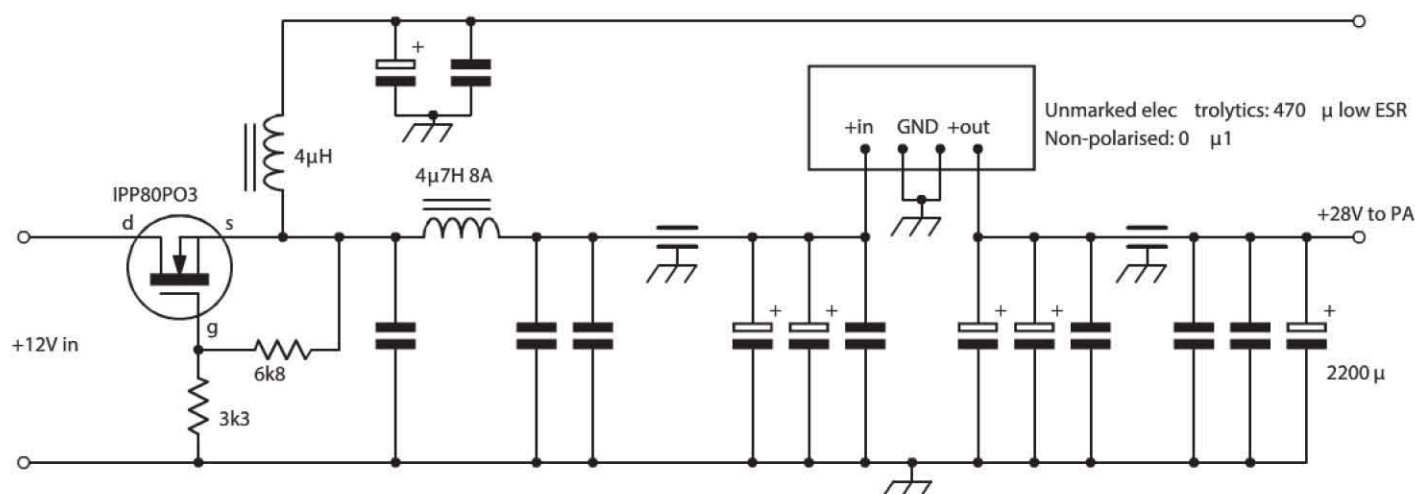 +
+in GND +out
Unmarked elec trolytics: 470 µ low ESR
Non-polarised: 0 µ1
4µH
4µ7H 8A
IPP80PO3
d s
+28V to PA
g
+ + + + +
+12V in
6k8
2200 µ
3k3